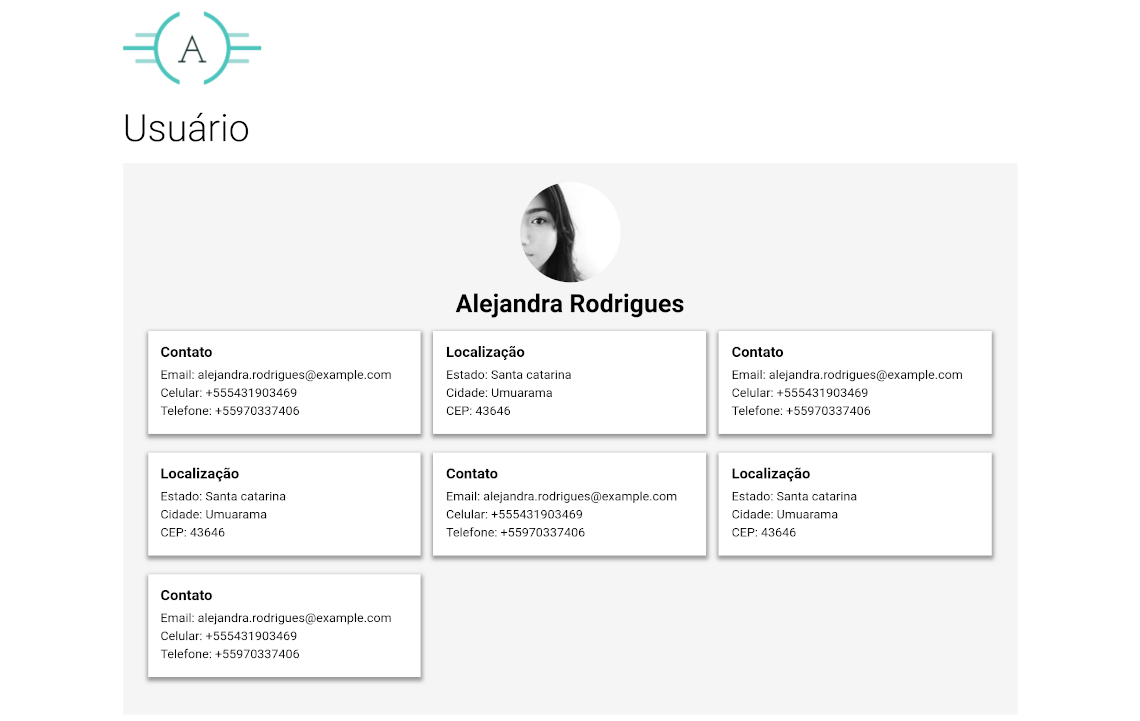 A
Usuário
Alejandra Rodrigues
Contato
Email: alejandra.rodrigues@example.com
Celular: +555431903469
Telefone: +55970337406
Localização
Estado: Santa catarina
Cidade: Umuarama
CEP: 43646
Contato
Email: alejandra.rodrigues@example.com
Celular: +555431903469
Telefone: +55970337406
Localização
Estado: Santa catarina
Cidade: Umuarama
CEP: 43646
Contato
Email: alejandra.rodrigues@example.com
Celular: +555431903469
Telefone: +55970337406
Localização
Estado: Santa catarina
Cidade: Umuarama
CEP: 43646
Contato
Email: alejandra.rodrigues@example.com
Celular: +555431903469
Telefone: +55970337406